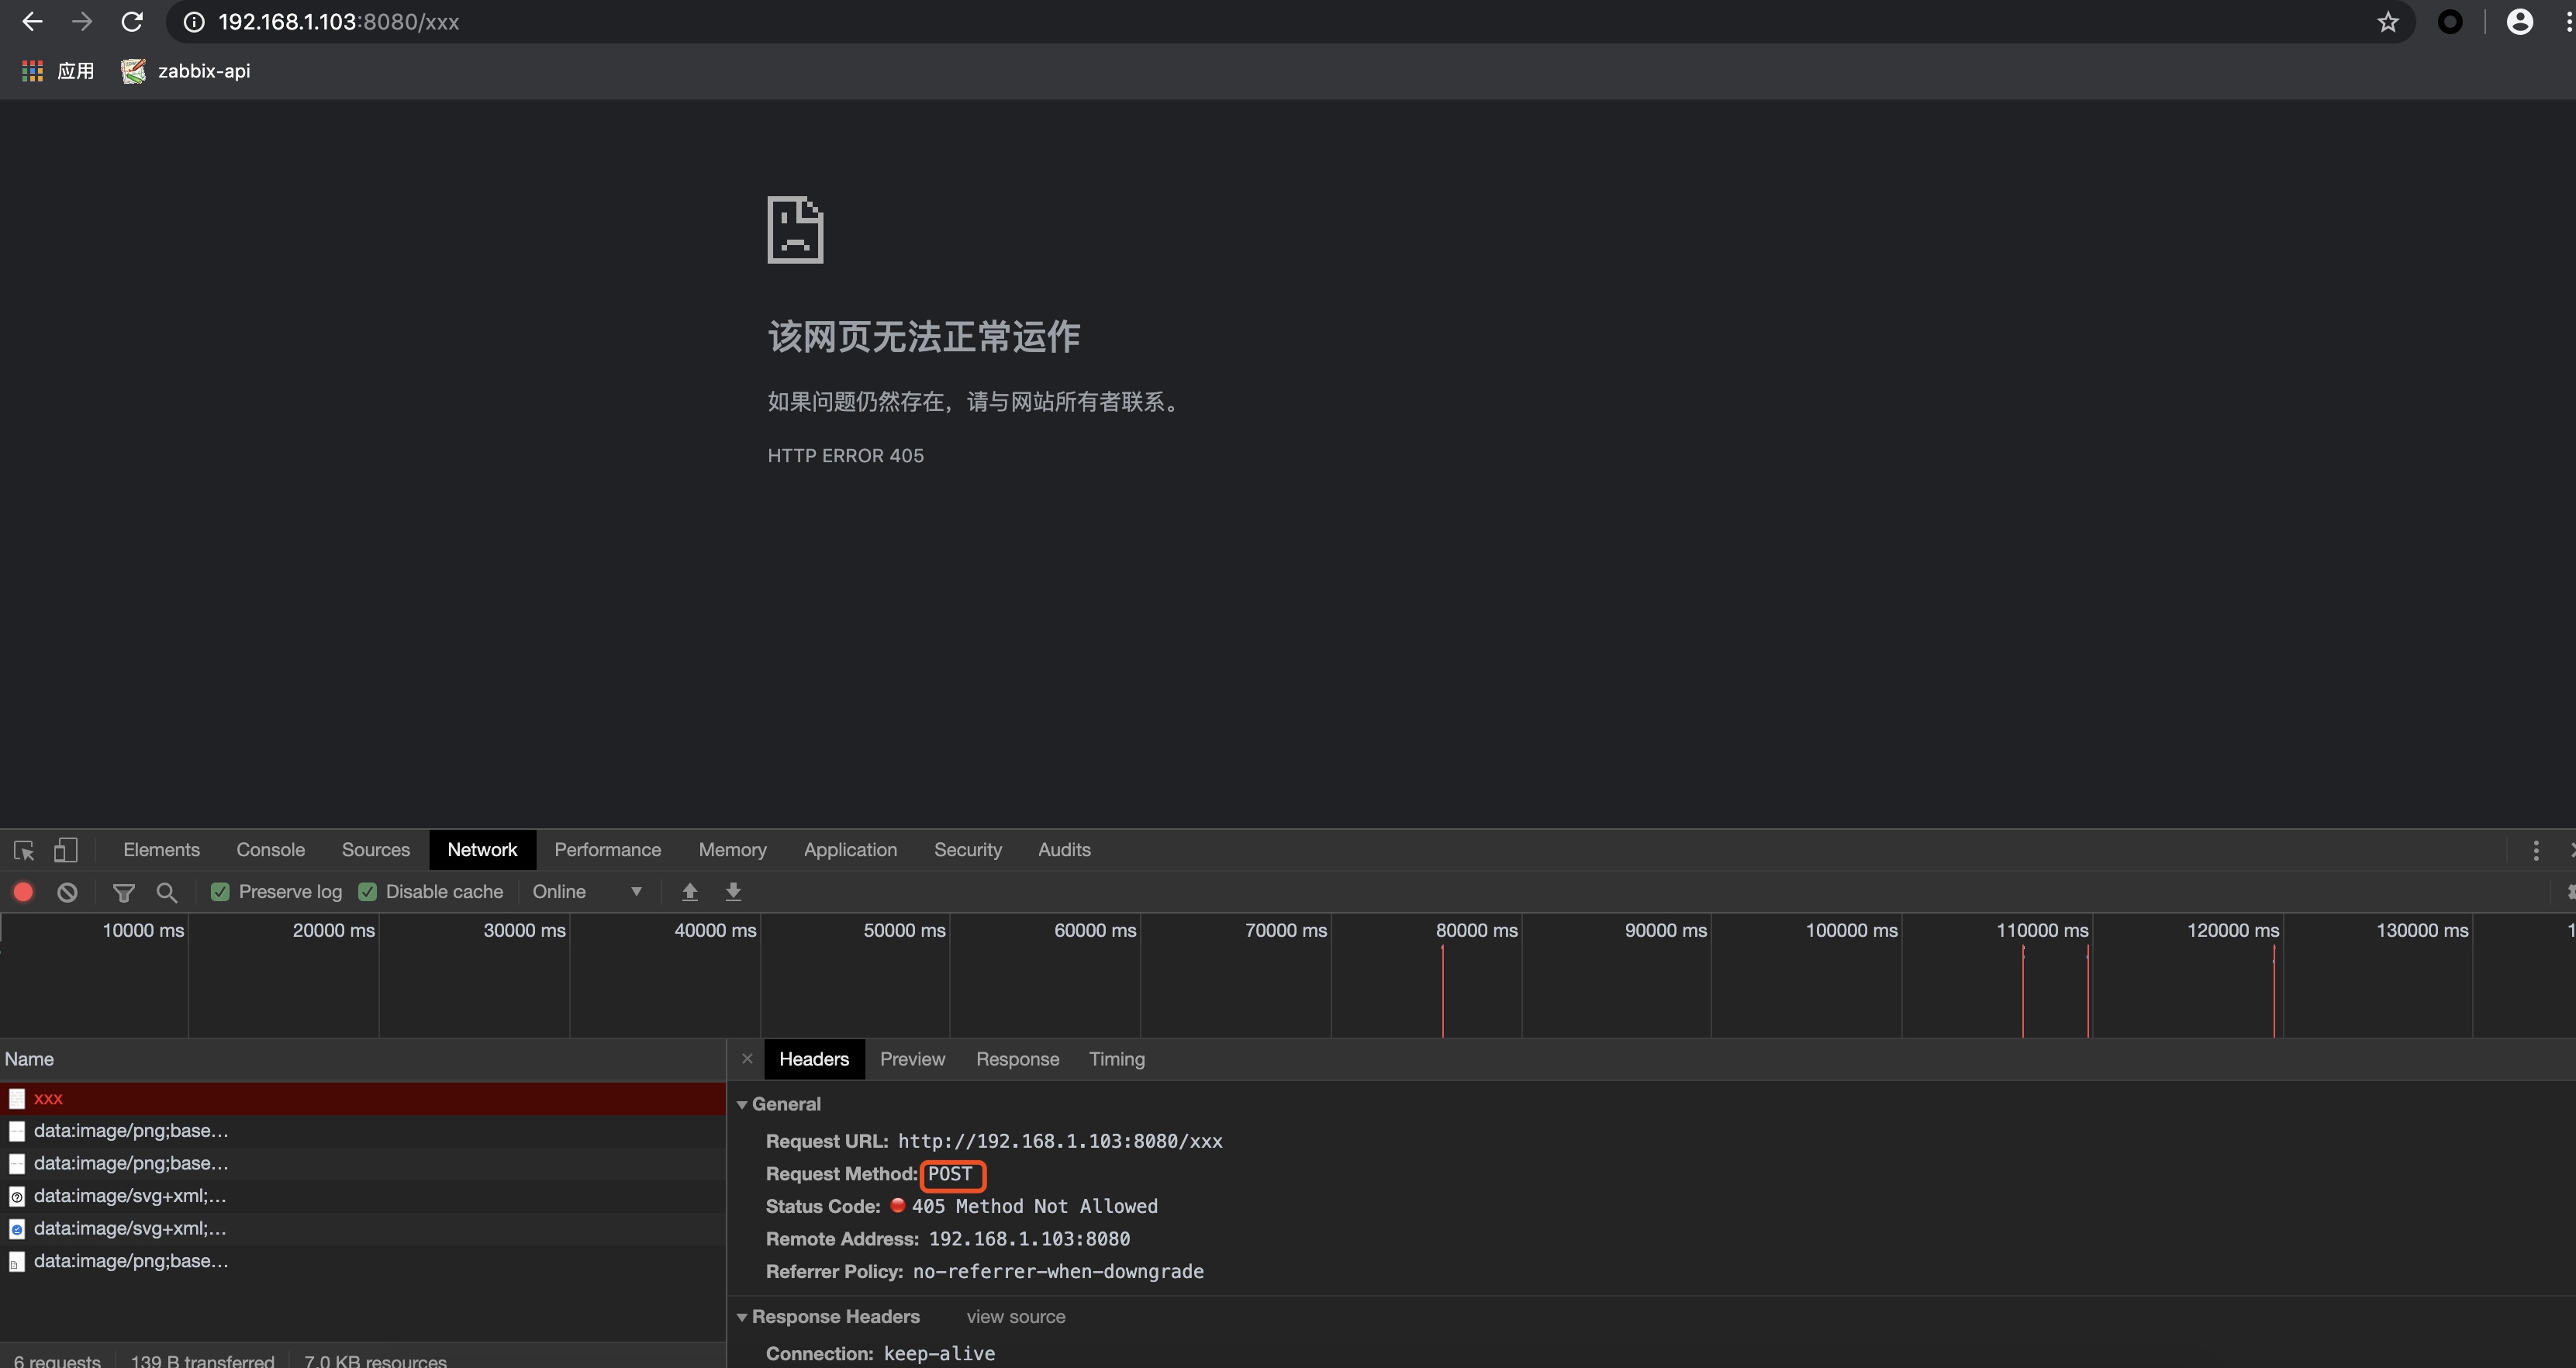 192.168.1.103:8080/xxx
应用 zabbix-api
该网页无法正常运作
如果问题仍然存在，请与网站所有者联系。
HTTP ERROR 405
Elements Console Sources Network Performance Memory Application Security Audits
Preserve log Disable cache Online
10000 ms 20000 ms 30000 ms 40000 ms 50000 ms 60000 ms 70000 ms 80000 ms 90000 ms 100000 ms 110000 ms 120000 ms 130000 ms
Name
xxx
data:image/png;base…
data:image/png;base…
data:image/svg+xml;…
data:image/svg+xml;…
data:image/png;base…
6 requests 139 B transferred 7.0 KB resources
Headers Preview Response Timing
General
Request URL: http://192.168.1.103:8080/xxx
Request Method: POST
Status Code: 405 Method Not Allowed
Remote Address: 192.168.1.103:8080
Referrer Policy: no-referrer-when-downgrade
Response Headers view source
Connection: keep-alive